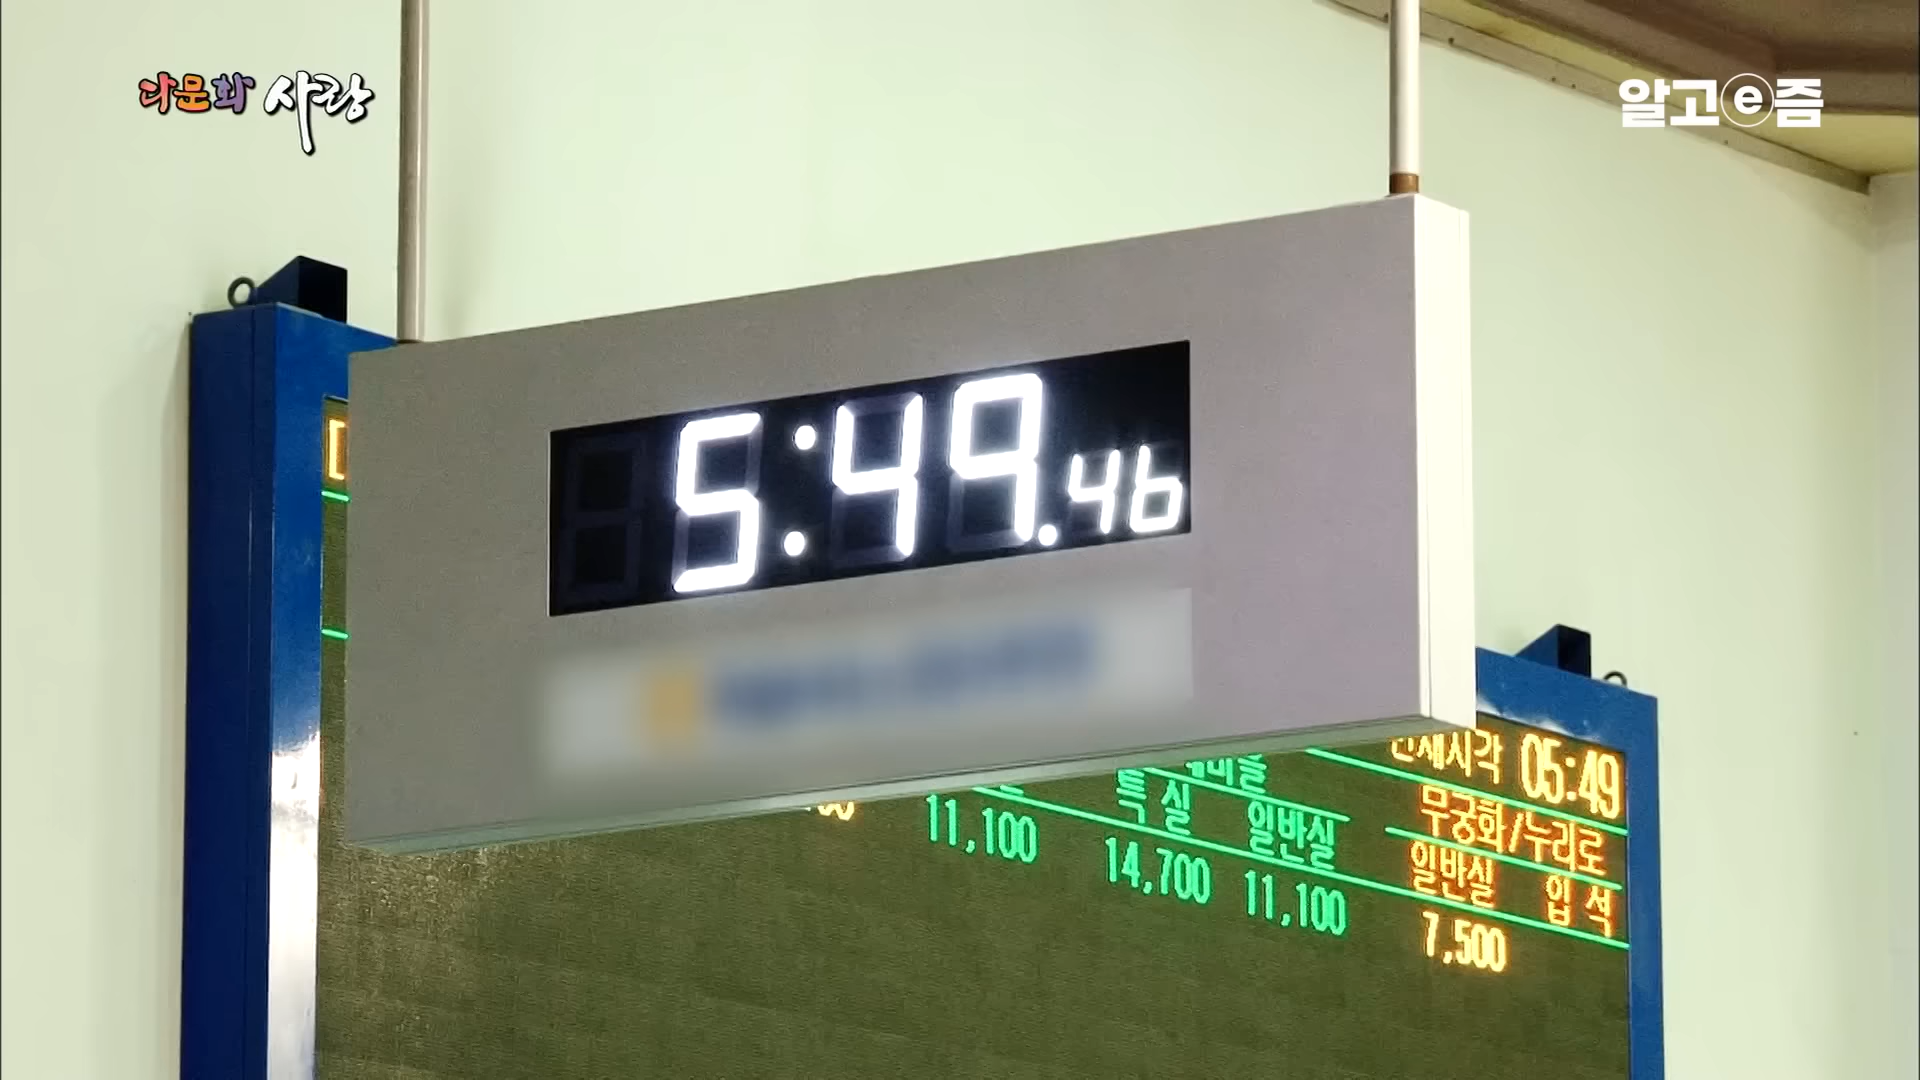 다문화 사랑
알고e즘
5:49.46
현재시각 05:49
무궁화/누리로
특실 일반실 일반실 입석
11,100 14,700 11,100 7,500